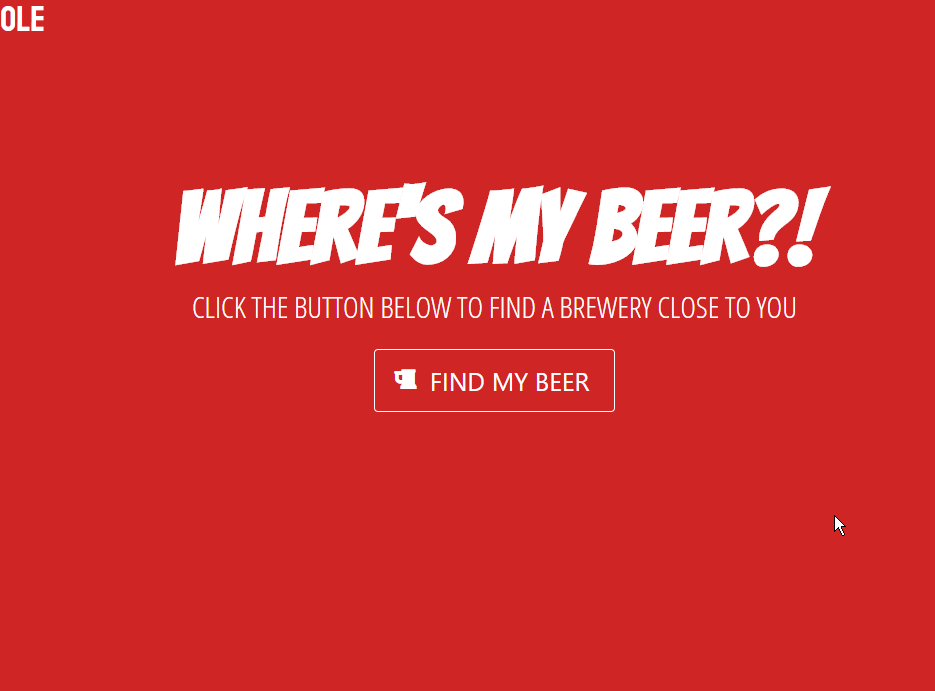 OLE
WHERE'S MY BEER?!
CLICK THE BUTTON BELOW TO FIND A BREWERY CLOSE TO YOU
FIND MY BEER